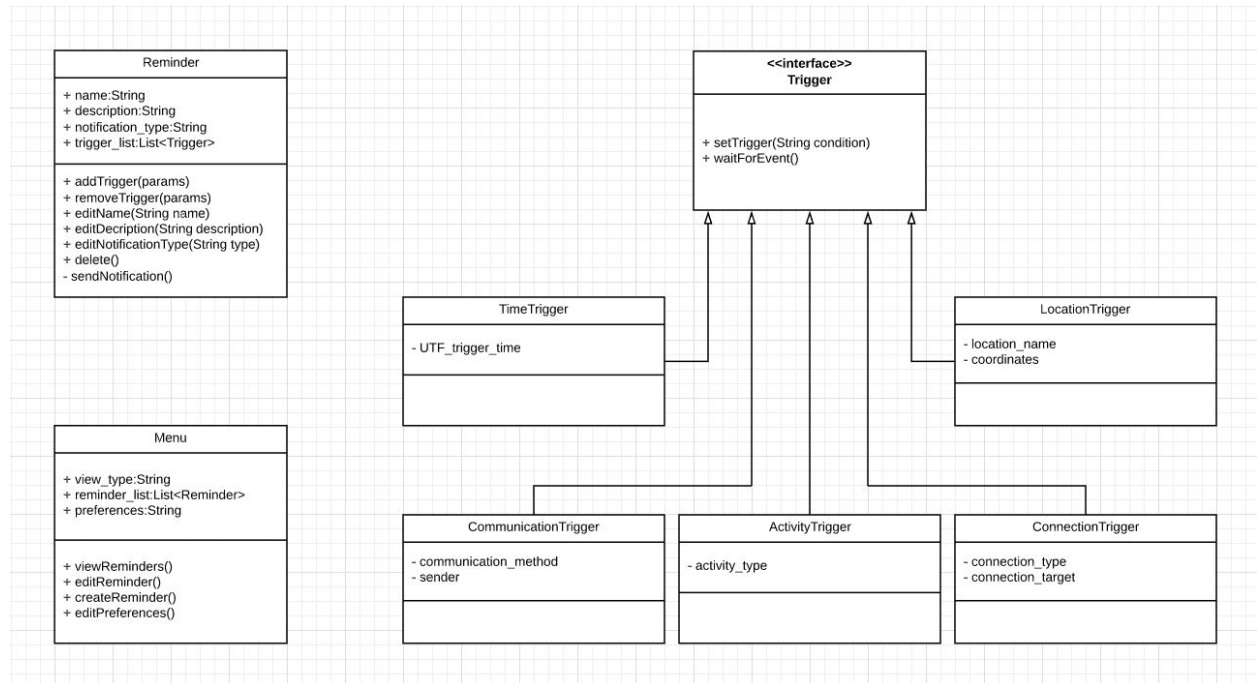 Reminder
+ name:String
+ description:String
+ notification_type:String
+ trigger_list:List<Trigger>
+ addTrigger(params)
+ removeTrigger(params)
+ editName(String name)
+ editDecription(String description)
+ editNotificationType(String type)
+ delete()
- sendNotification()
<<interface>>
Trigger
+ setTrigger(String condition)
+ waitForEvent()
TimeTrigger
- UTF_trigger_time
LocationTrigger
- location_name
- coordinates
Menu
+ view_type:String
+ reminder_list:List<Reminder>
+ preferences:String
+ viewReminders()
+ editReminder()
+ createReminder()
+ editPreferences()
CommunicationTrigger
- communication_method
- sender
ActivityTrigger
- activity_type
ConnectionTrigger
- connection_type
- connection_target